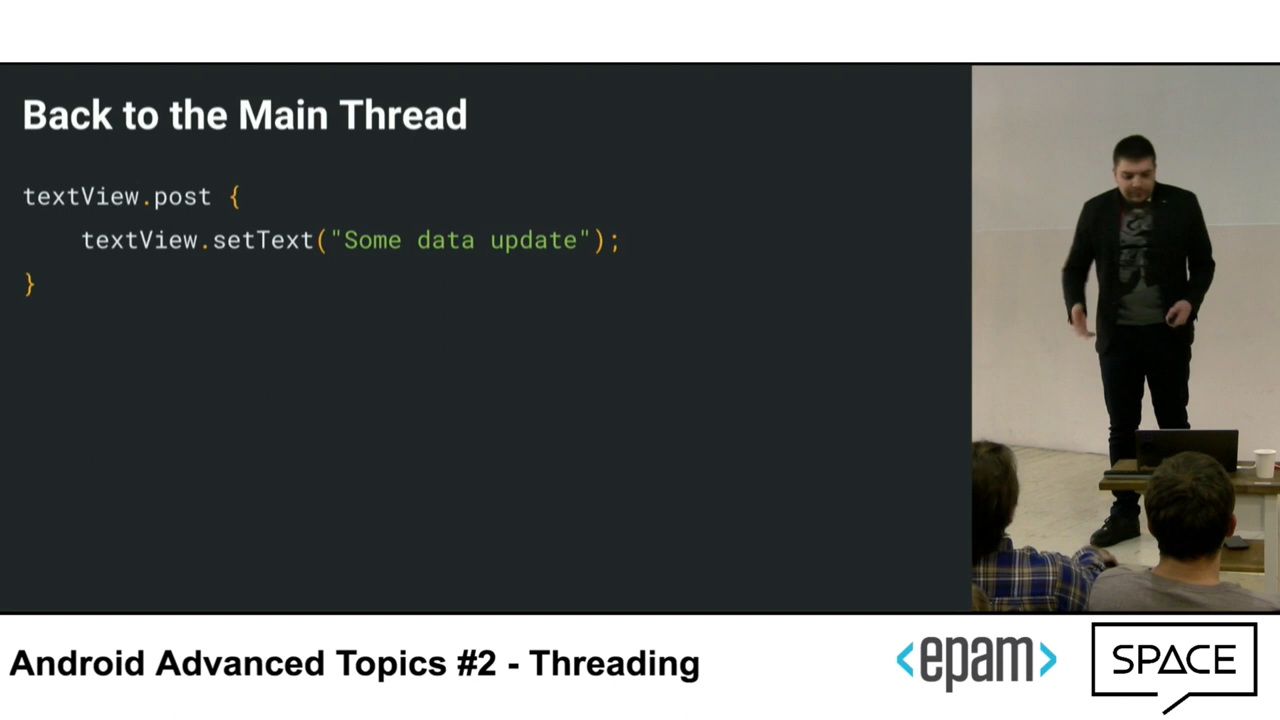 Back to the Main Thread
textView.post {
    textView.setText("Some data update");
}
Android Advanced Topics #2 - Threading
<epam>
SPACE